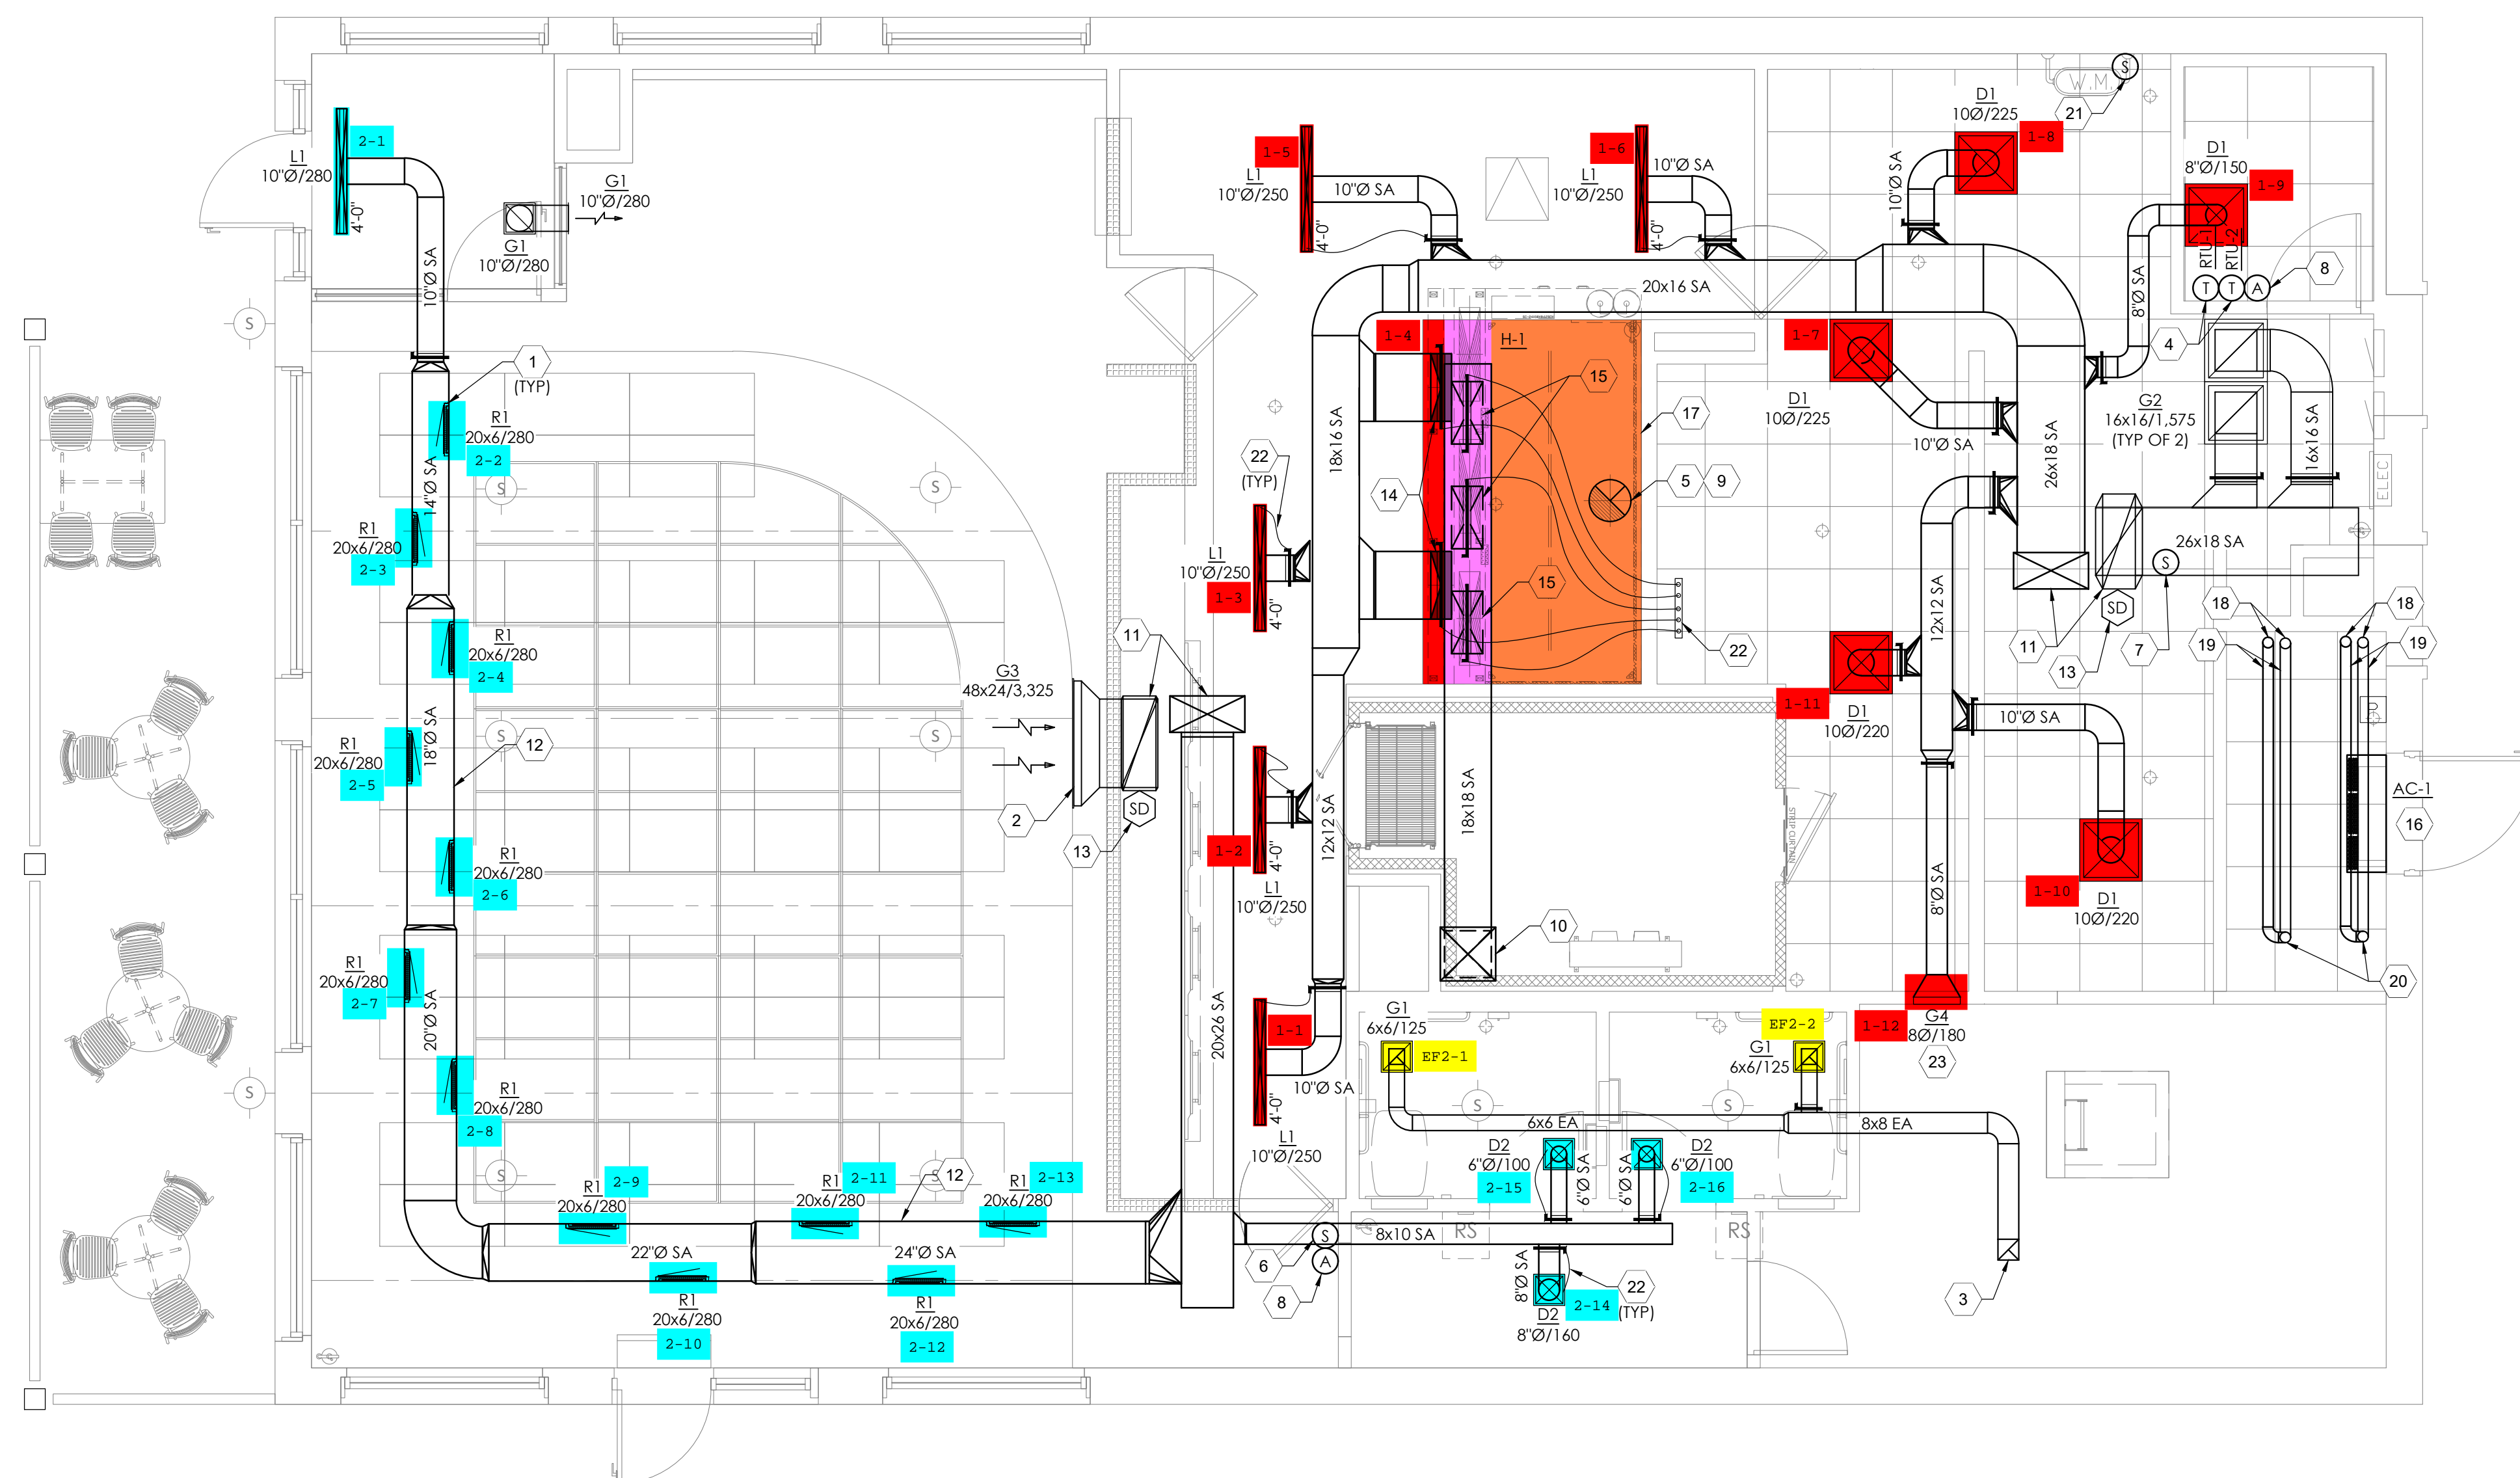 2-1
L1
10"Ø/280
4'-0"
G1
10"Ø/280
G1
10"Ø/280
10"Ø SA
1
(TYP)
R1
20x6/280
2-2
14"Ø SA
R1
20x6/280
2-3
R1
20x6/280
2-4
18"Ø SA
R1
20x6/280
2-5
12
R1
20x6/280
2-6
R1
20x6/280
2-7
20"Ø SA
R1
20x6/280
2-8
2-9
R1
20x6/280
2-11
R1
20x6/280
2-13
R1
20x6/280
12
22"Ø SA
24"Ø SA
R1
20x6/280
2-10
R1
20x6/280
2-12
S
S
S
S
S
S
S
S
G3
48x24/3,325
2
13
SD
11
20x26 SA
1-5
L1
10"Ø/250
4'-0"
10"Ø SA
1-6
L1
10"Ø/250
4'-0"
10"Ø SA
20x16 SA
18x16 SA
22
(TYP)
L1
10"Ø/250
1-3
4'-0"
1-2
4'-0"
L1
10"Ø/250
12x12 SA
1-1
4'-0"
10"Ø SA
L1
10"Ø/250
1-4
H-1
15
14
17
5
9
15
22
18x18 SA
10
STRIP CURTAIN
D1
10Ø/225
1-8
10"Ø SA
W.M.
S
21
D1
8"Ø/150
1-9
RTU-1
RTU-2
T
T
A
8
4
8"Ø SA
1-7
D1
10Ø/225
10"Ø SA
26x18 SA
G2
16x16/1,575
(TYP OF 2)
16x16 SA
ELEC
26x18 SA
S
7
SD
13
11
12x12 SA
1-11
D1
10Ø/220
10"Ø SA
1-10
D1
10Ø/220
8"Ø SA
1-12
G4
8Ø/180
23
18
18
19
19
20
AC-1
16
G1
6x6/125
EF2-1
EF2-2
G1
6x6/125
S
S
6x6 EA
8x8 EA
3
D2
6"Ø/100
2-15
6"Ø SA
6"Ø SA
D2
6"Ø/100
2-16
RS
RS
S
A
6
8
8x10 SA
8"Ø SA
D2
8"Ø/160
2-14
22
(TYP)